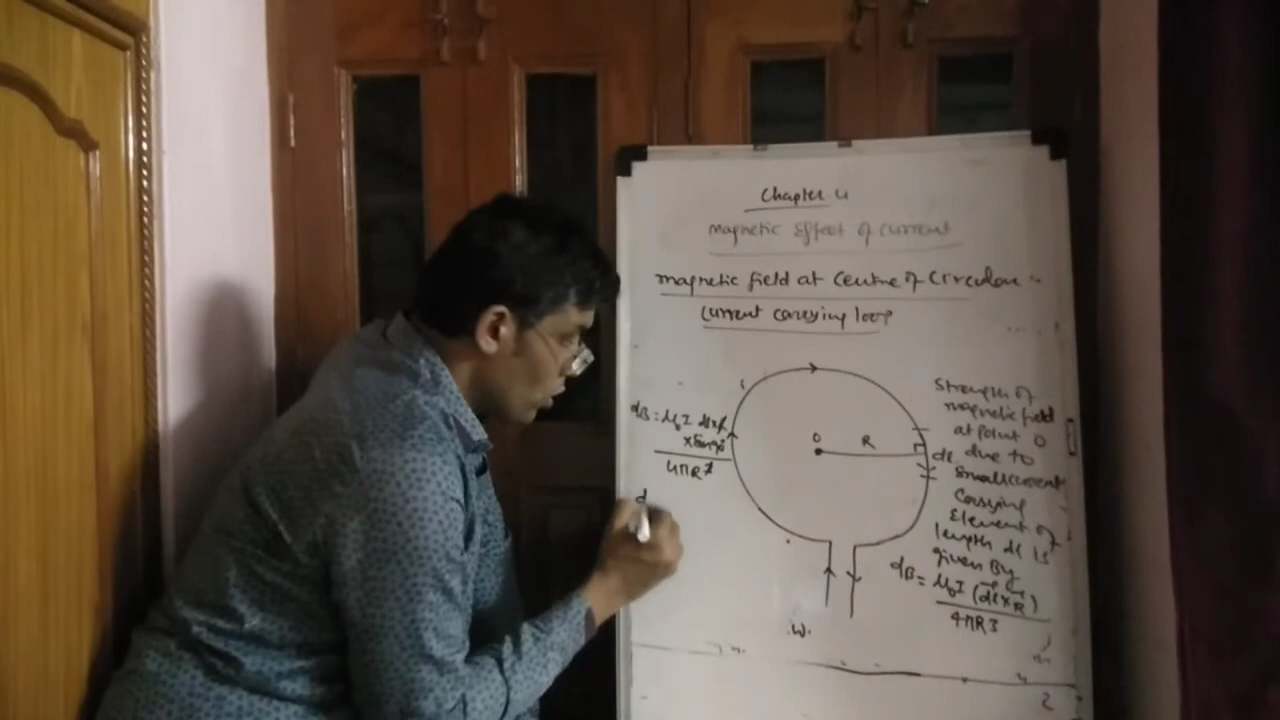 Chapter 4
Magnetic Effect of Current
magnetic field at Centre of Circular
current carrying loop
Strength of
magnetic field
at point O
due to
small current
carrying
Element of
length dl is
given By
dB = μ₀I (dl × R)
4πR3
dB = μ₀I dl×R
× Sin90°
4πR
O
R
dl
d